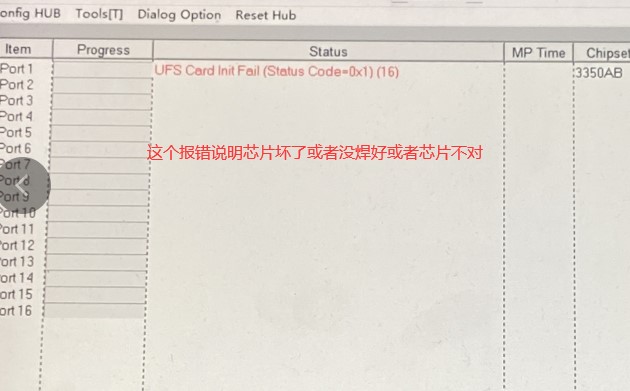 onfig HUB Tools[T] Dialog Option Reset Hub
Item Progress Status MP Time Chipset
Port 1 UFS Card Init Fail (Status Code=0x1) (16) 3350AB
Port 2
Port 3
Port 4
Port 5
Port 6
这个报错说明芯片坏了或者没焊好或者芯片不对
Port 7
Port 8
Port 9
Port 10
ort 11
ort 12
ort 13
ort 14
ort 15
ort 16